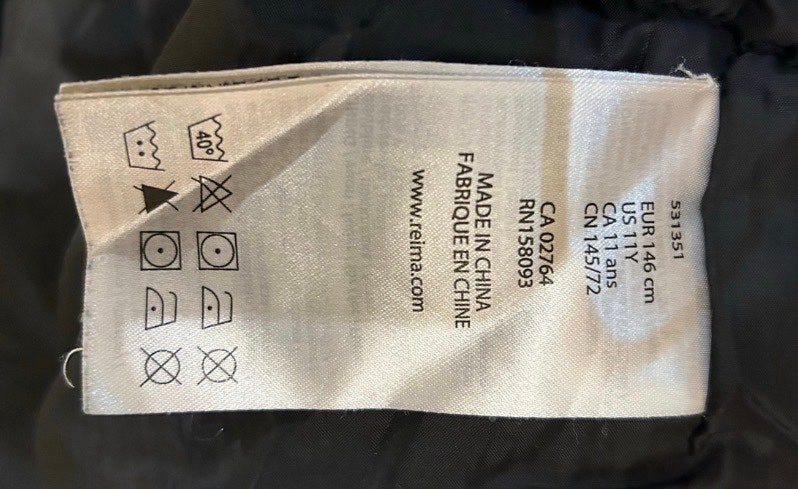 531351
EUR 146 cm
US 11Y
CA 11 ans
CN 145/72
CA 02764
RN158093
MADE IN CHINA
FABRIQUE EN CHINE
www.reima.com
40°